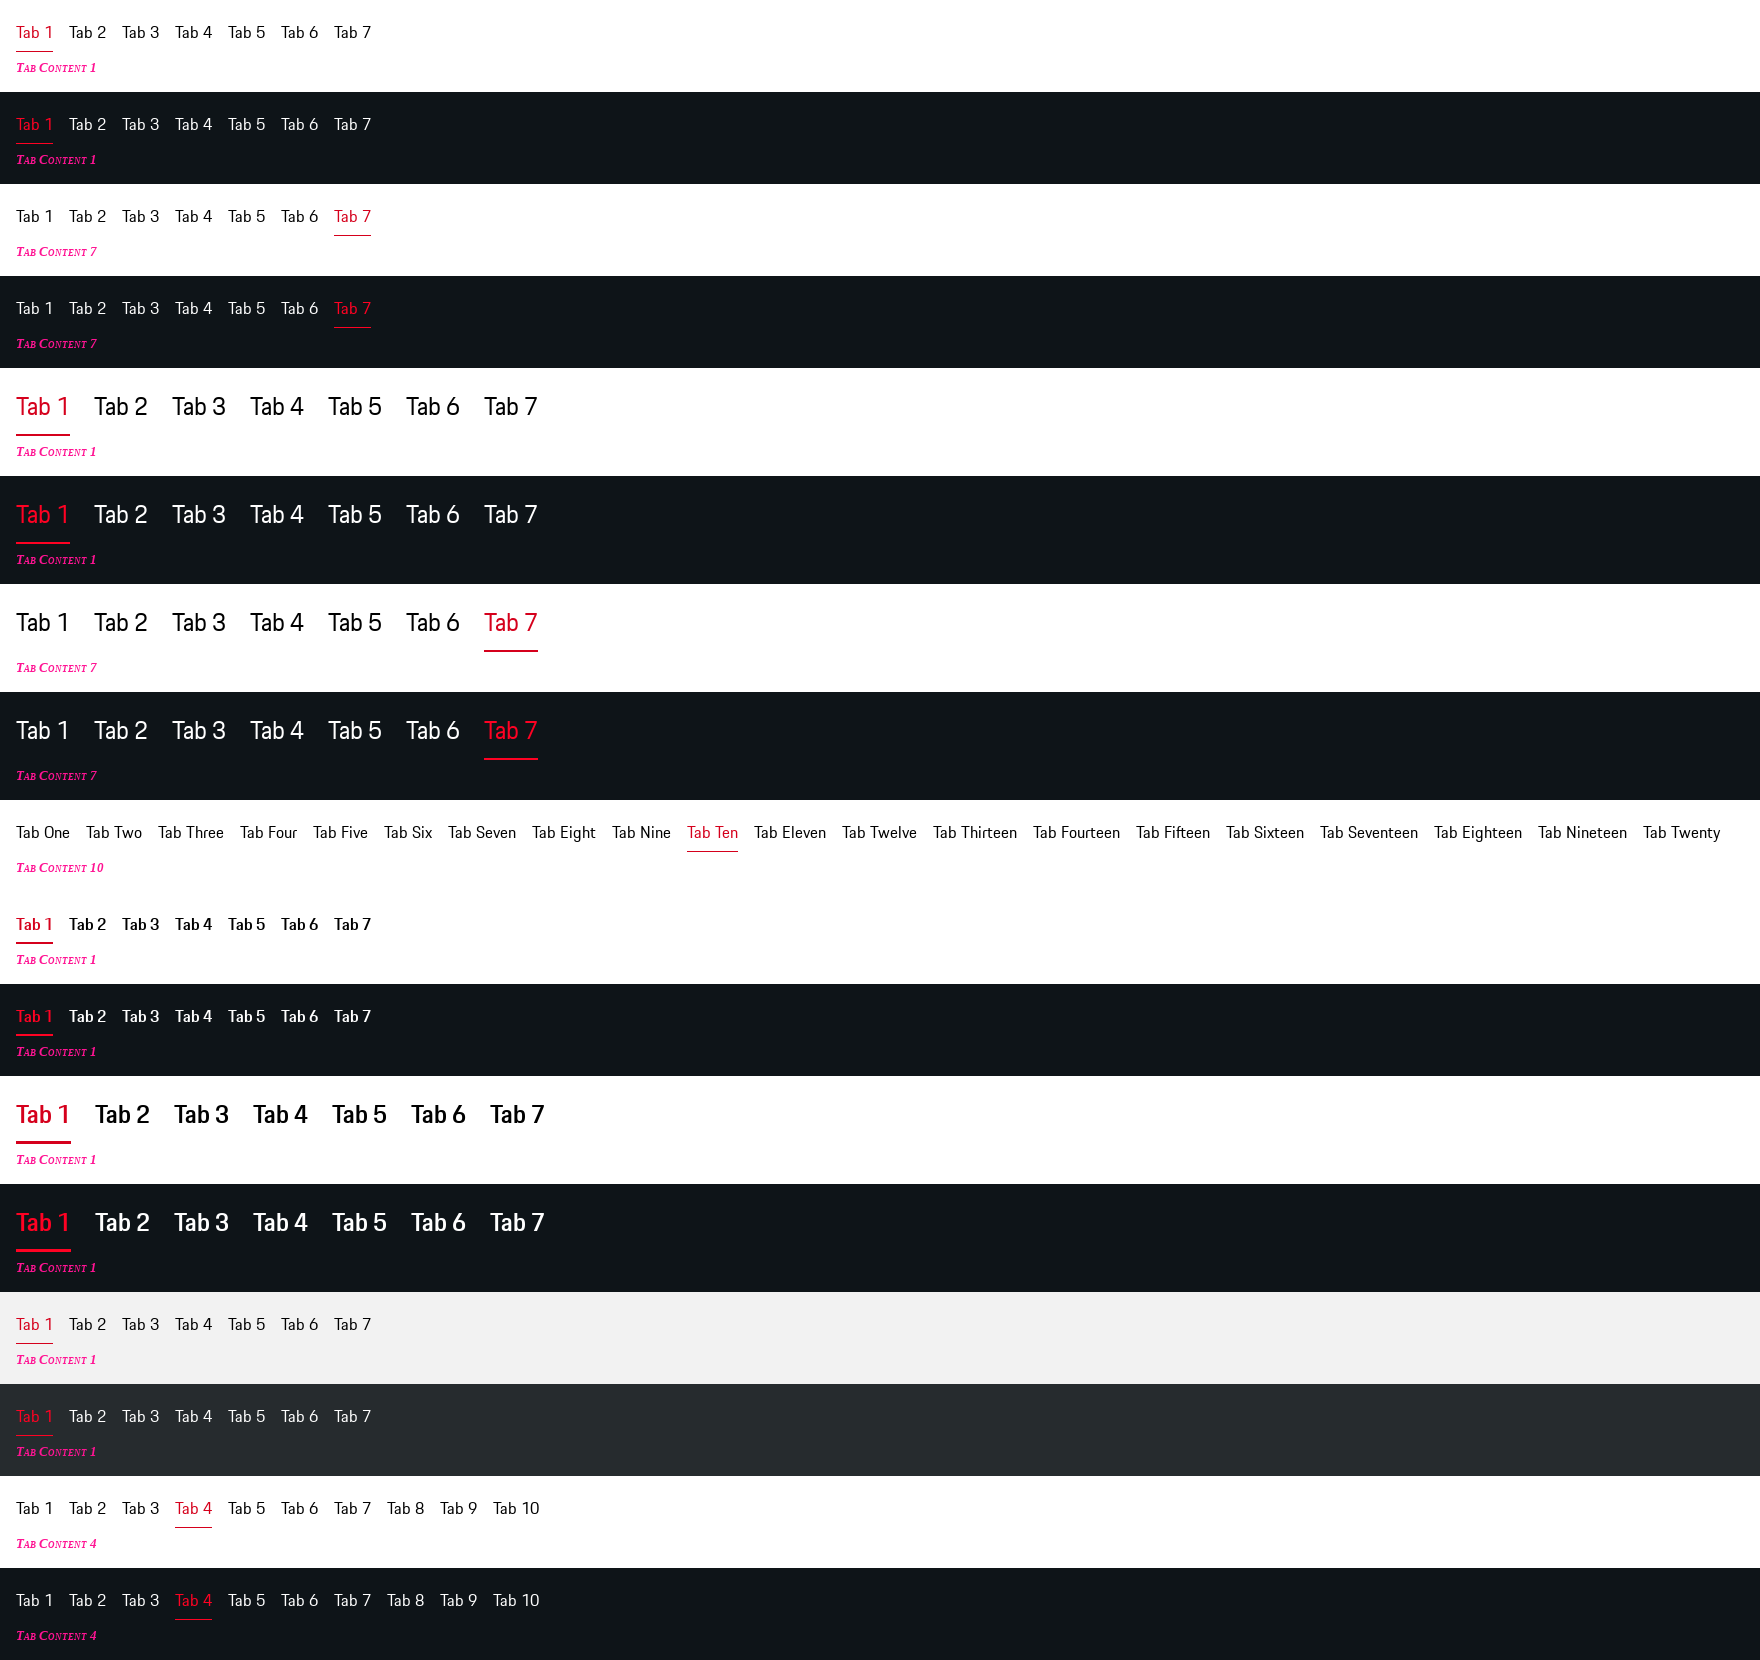 Tab 1 Tab 2 Tab 3 Tab 4 Tab 5 Tab 6 Tab 7
Tab Content 1
Tab 1 Tab 2 Tab 3 Tab 4 Tab 5 Tab 6 Tab 7
Tab Content 1
Tab 1 Tab 2 Tab 3 Tab 4 Tab 5 Tab 6 Tab 7
Tab Content 7
Tab 1 Tab 2 Tab 3 Tab 4 Tab 5 Tab 6 Tab 7
Tab Content 7
Tab 1 Tab 2 Tab 3 Tab 4 Tab 5 Tab 6 Tab 7
Tab Content 1
Tab 1 Tab 2 Tab 3 Tab 4 Tab 5 Tab 6 Tab 7
Tab Content 1
Tab 1 Tab 2 Tab 3 Tab 4 Tab 5 Tab 6 Tab 7
Tab Content 7
Tab 1 Tab 2 Tab 3 Tab 4 Tab 5 Tab 6 Tab 7
Tab Content 7
Tab One Tab Two Tab Three Tab Four Tab Five Tab Six Tab Seven Tab Eight Tab Nine Tab Ten Tab Eleven Tab Twelve Tab Thirteen Tab Fourteen Tab Fifteen Tab Sixteen Tab Seventeen Tab Eighteen Tab Nineteen Tab Twenty
Tab Content 10
Tab 1 Tab 2 Tab 3 Tab 4 Tab 5 Tab 6 Tab 7
Tab Content 1
Tab 1 Tab 2 Tab 3 Tab 4 Tab 5 Tab 6 Tab 7
Tab Content 1
Tab 1 Tab 2 Tab 3 Tab 4 Tab 5 Tab 6 Tab 7
Tab Content 1
Tab 1 Tab 2 Tab 3 Tab 4 Tab 5 Tab 6 Tab 7
Tab Content 1
Tab 1 Tab 2 Tab 3 Tab 4 Tab 5 Tab 6 Tab 7
Tab Content 1
Tab 1 Tab 2 Tab 3 Tab 4 Tab 5 Tab 6 Tab 7
Tab Content 1
Tab 1 Tab 2 Tab 3 Tab 4 Tab 5 Tab 6 Tab 7 Tab 8 Tab 9 Tab 10
Tab Content 4
Tab 1 Tab 2 Tab 3 Tab 4 Tab 5 Tab 6 Tab 7 Tab 8 Tab 9 Tab 10
Tab Content 4